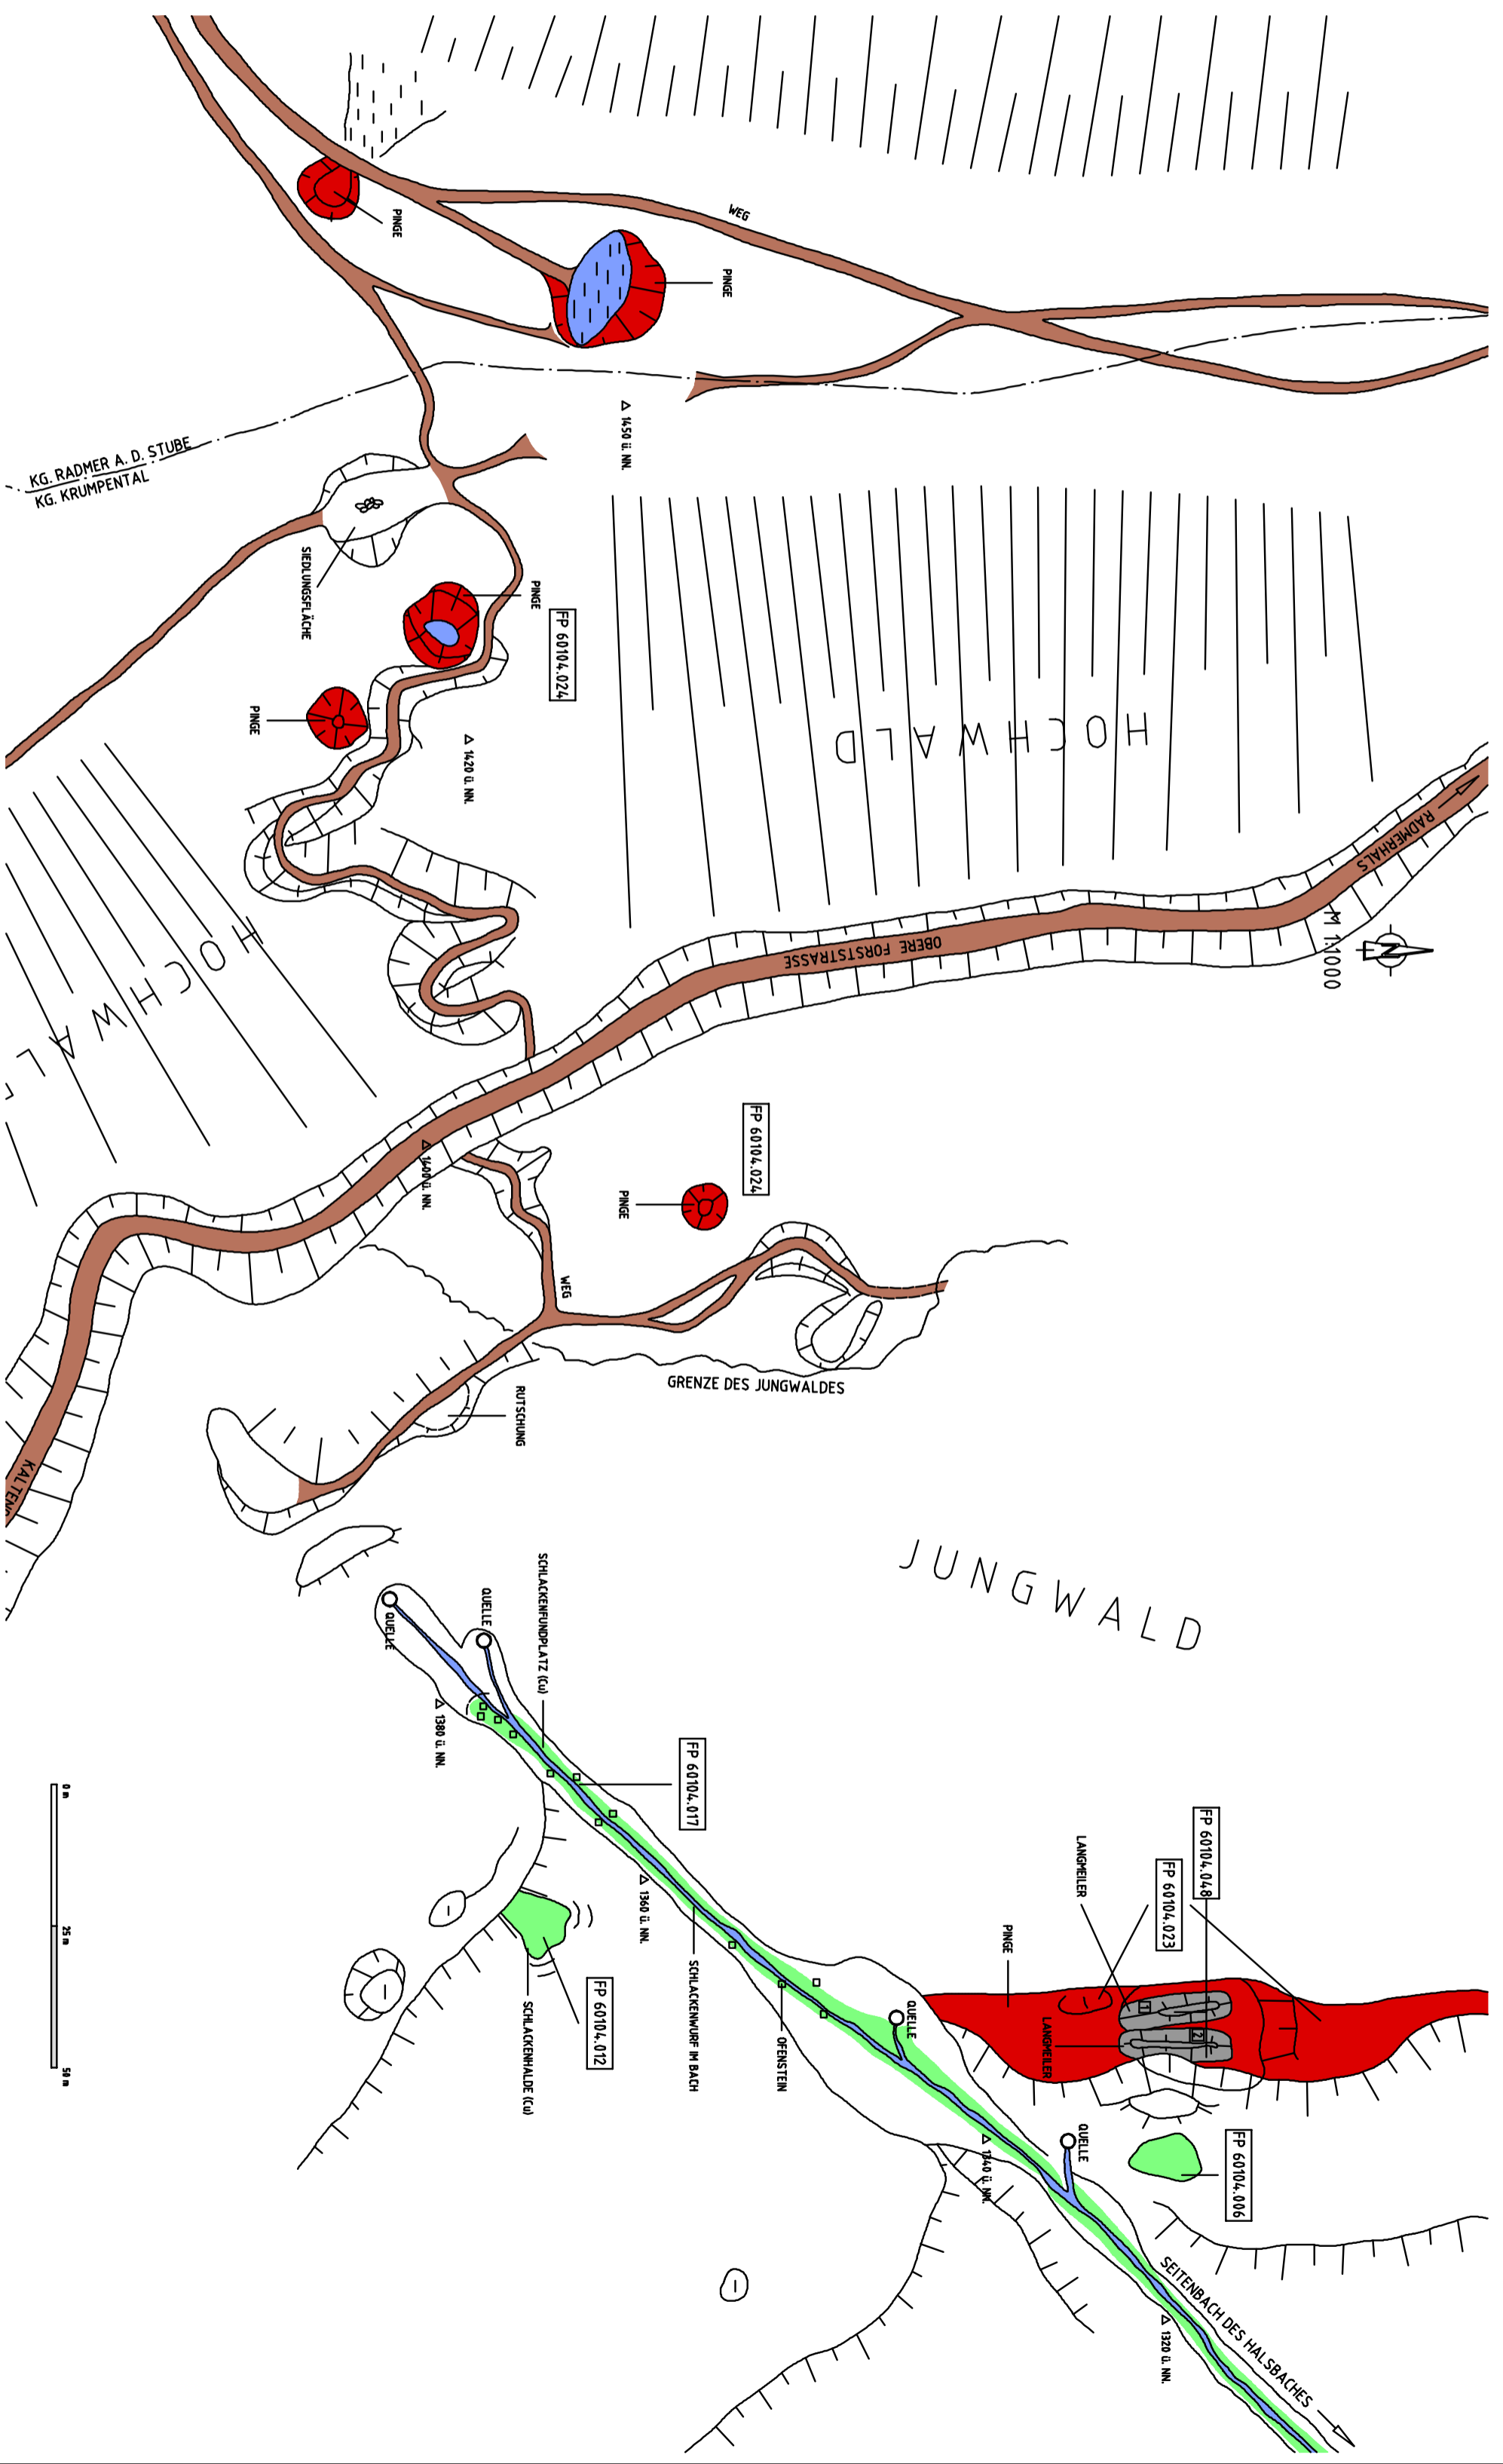 WEG
PINGE
PINGE
1450 ü. NN.
KG. RADMER A. D. STUBE
KG. KRUMPENTAL
SIEDLUNGSFLÄCHE
PINGE
FP 60104.024
PINGE
1420 ü. NN.
HOCHWALD
RADMERHALS
OBERE FORSTSTRASSE
M 1:1000
N
HOCHWAL
FP 60104.024
PINGE
1400 ü. NN.
WEG
GRENZE DES JUNGWALDES
RUTSCHUNG
KALTEN
JUNGWALD
SCHLACKENFUNDPLATZ (Cu)
QUELLE
QUELLE
1380 ü. NN.
FP 60104.017
0 m
25 m
50 m
1360 ü. NN.
SCHLACKENWURF IM BACH
FP 60104.012
SCHLACKENHALDE (Cu)
OFENSTEIN
FP 60104.048
FP 60104.023
LANGMEILER
PINGE
1
2
LANGMEILER
QUELLE
QUELLE
1340 ü. NN.
FP 60104.006
SEITENBACH DES HALSBACHES
1320 ü. NN.